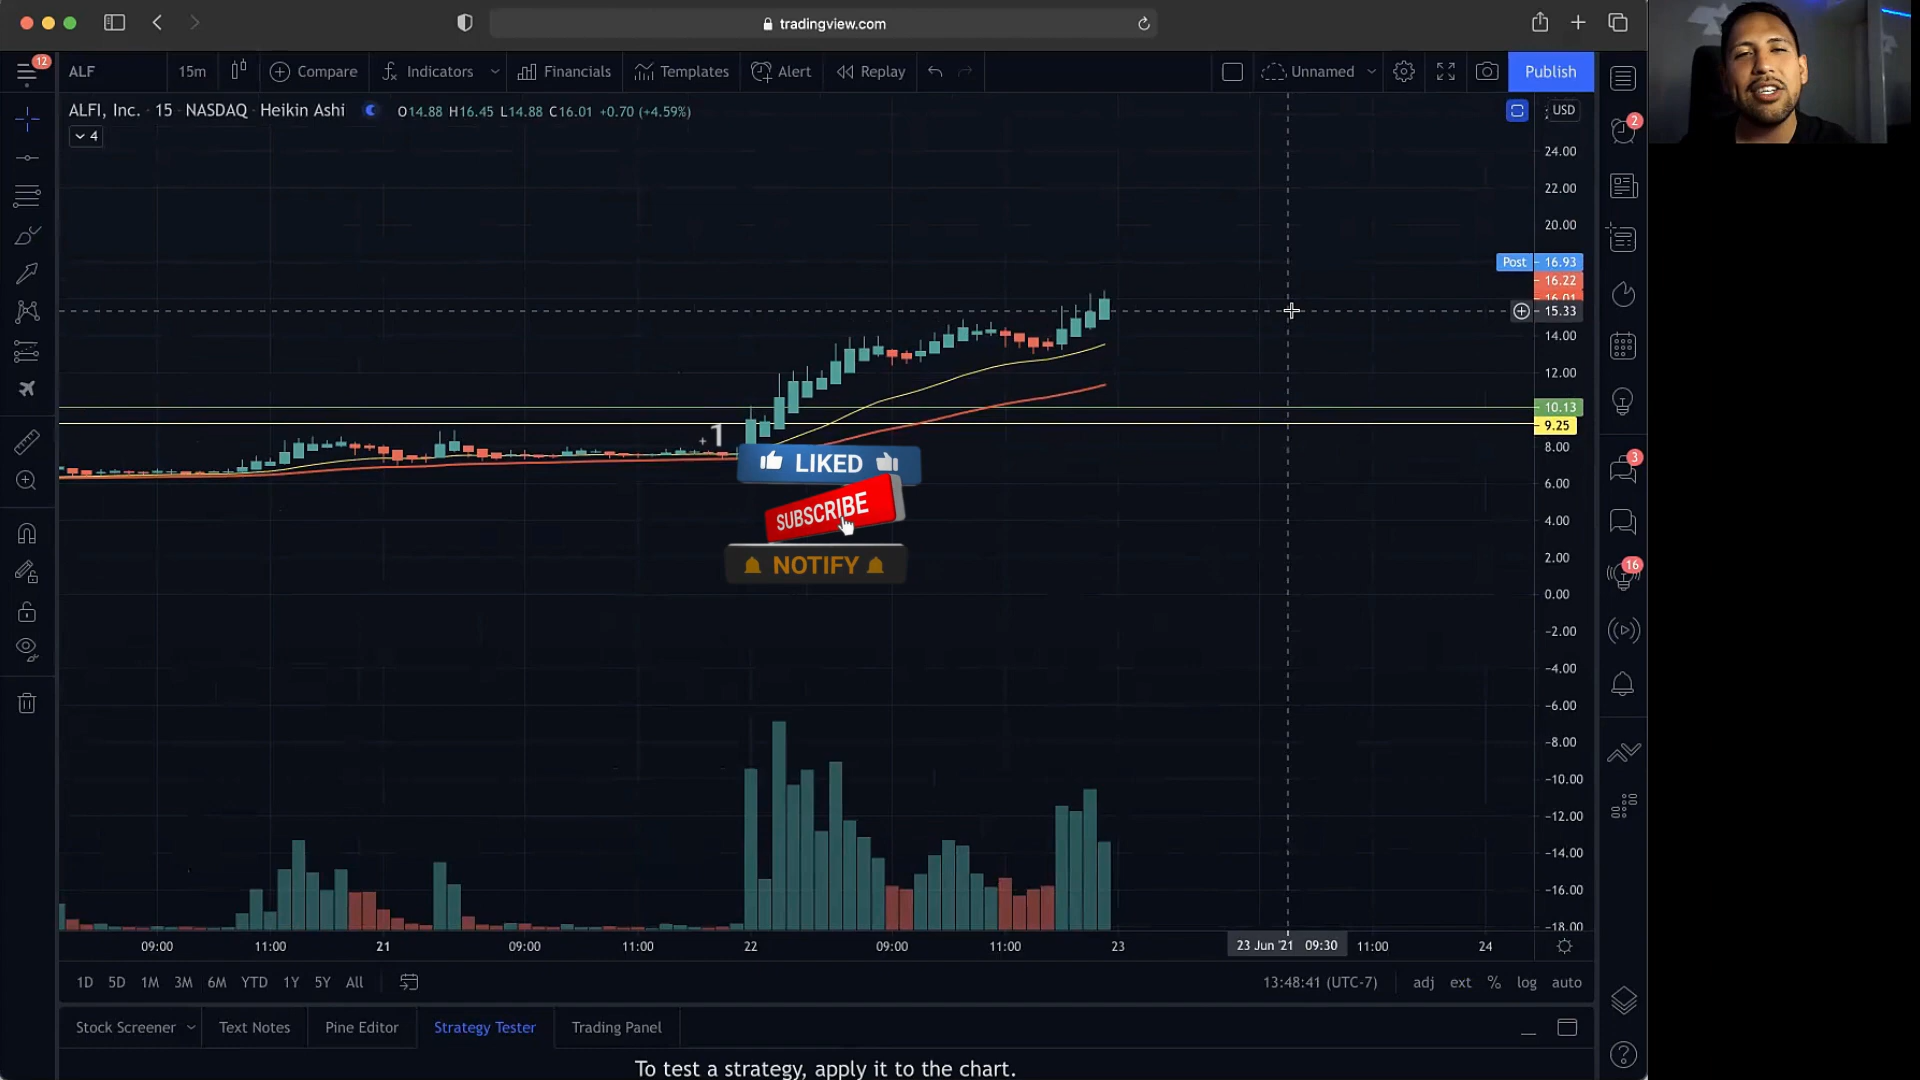 tradingview.com
12
ALF
15m
Compare
Indicators
Financials
Templates
Alert
Replay
Unnamed
Publish
ALFI, Inc. · 15 · NASDAQ · Heikin Ashi
O14.88 H16.45 L14.88 C16.01 +0.70 (+4.59%)
USD
4
2
24.00
22.00
20.00
Post 16.93
16.22
16.01
15.33
14.00
12.00
10.13
9.25
8.00
6.00
4.00
2.00
0.00
−2.00
−4.00
−6.00
−8.00
−10.00
−12.00
−14.00
−16.00
−18.00
3
16
+1
LIKED
SUBSCRIBE
NOTIFY
09:00 11:00 21 09:00 11:00 22 09:00 11:00 23 23 Jun '21 09:30 11:00 24
1D 5D 1M 3M 6M YTD 1Y 5Y All
13:48:41 (UTC-7)
adj ext % log auto
Stock Screener
Text Notes
Pine Editor
Strategy Tester
Trading Panel
To test a strategy, apply it to the chart.